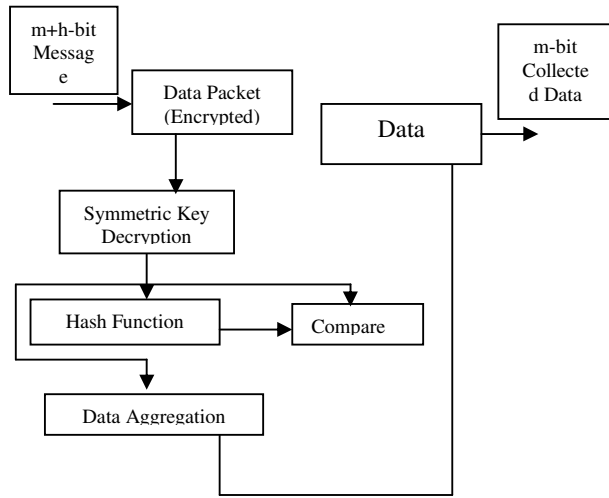 m+h-bit
Messag
e
Data Packet
(Encrypted)
Symmetric Key
Decryption
Hash Function
Compare
Data Aggregation
Data
m-bit
Collecte
d Data